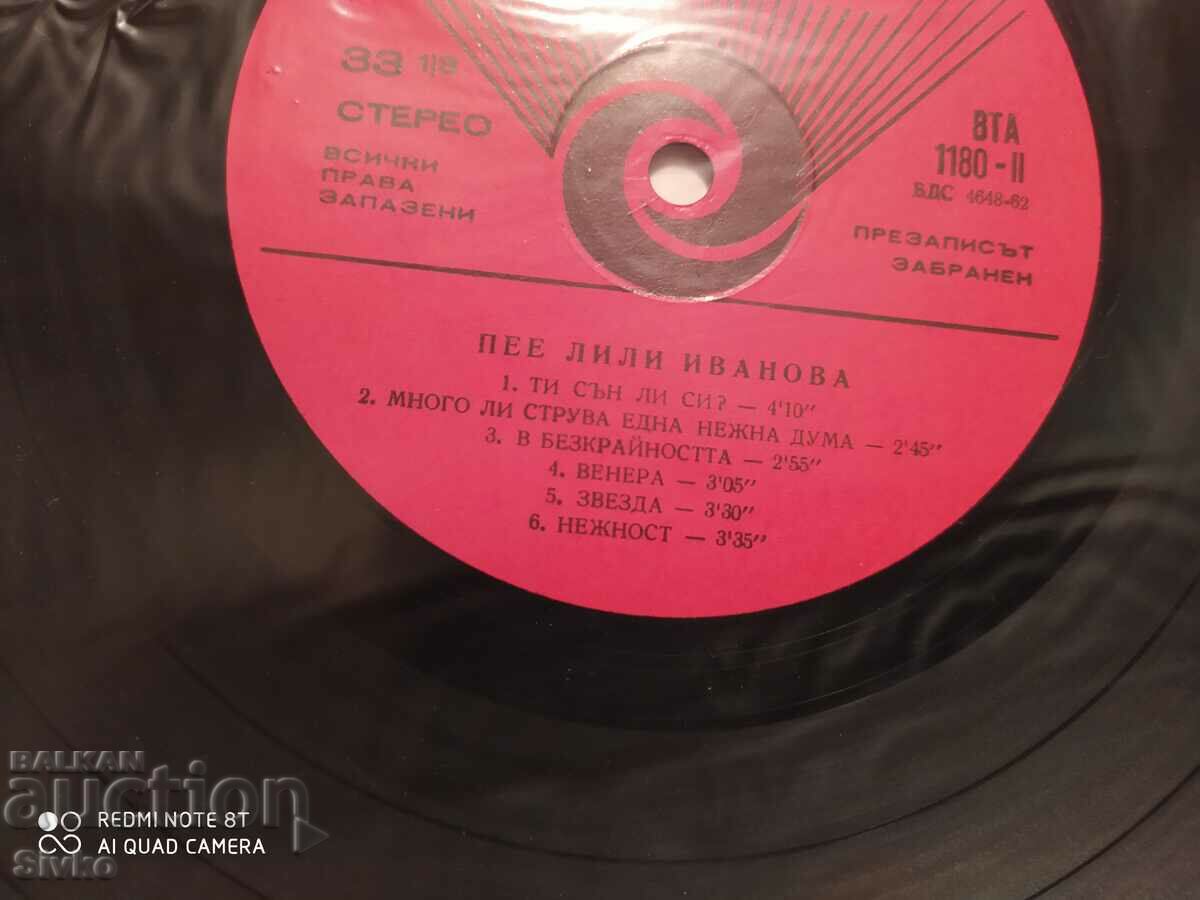 33 1/3
СТЕРЕО
ВСИЧКИ
ПРАВА
ЗАПАЗЕНИ
ВТА
1180-II
БДС 4648-62
ПРЕЗАПИСЪТ
ЗАБРАНЕН
ПЕЕ ЛИЛИ ИВАНОВА
1. ТИ СЪН ЛИ СИ? — 4'10"
2. МНОГО ЛИ СТРУВА ЕДНА НЕЖНА ДУМА — 2'45"
3. В БЕЗКРАЙНОСТТА — 2'55"
4. ВЕНЕРА — 3'05"
5. ЗВЕЗДА — 3'30"
6. НЕЖНОСТ — 3'35"
BALKAN
auction
REDMI NOTE 8T
AI QUAD CAMERA
Sivko